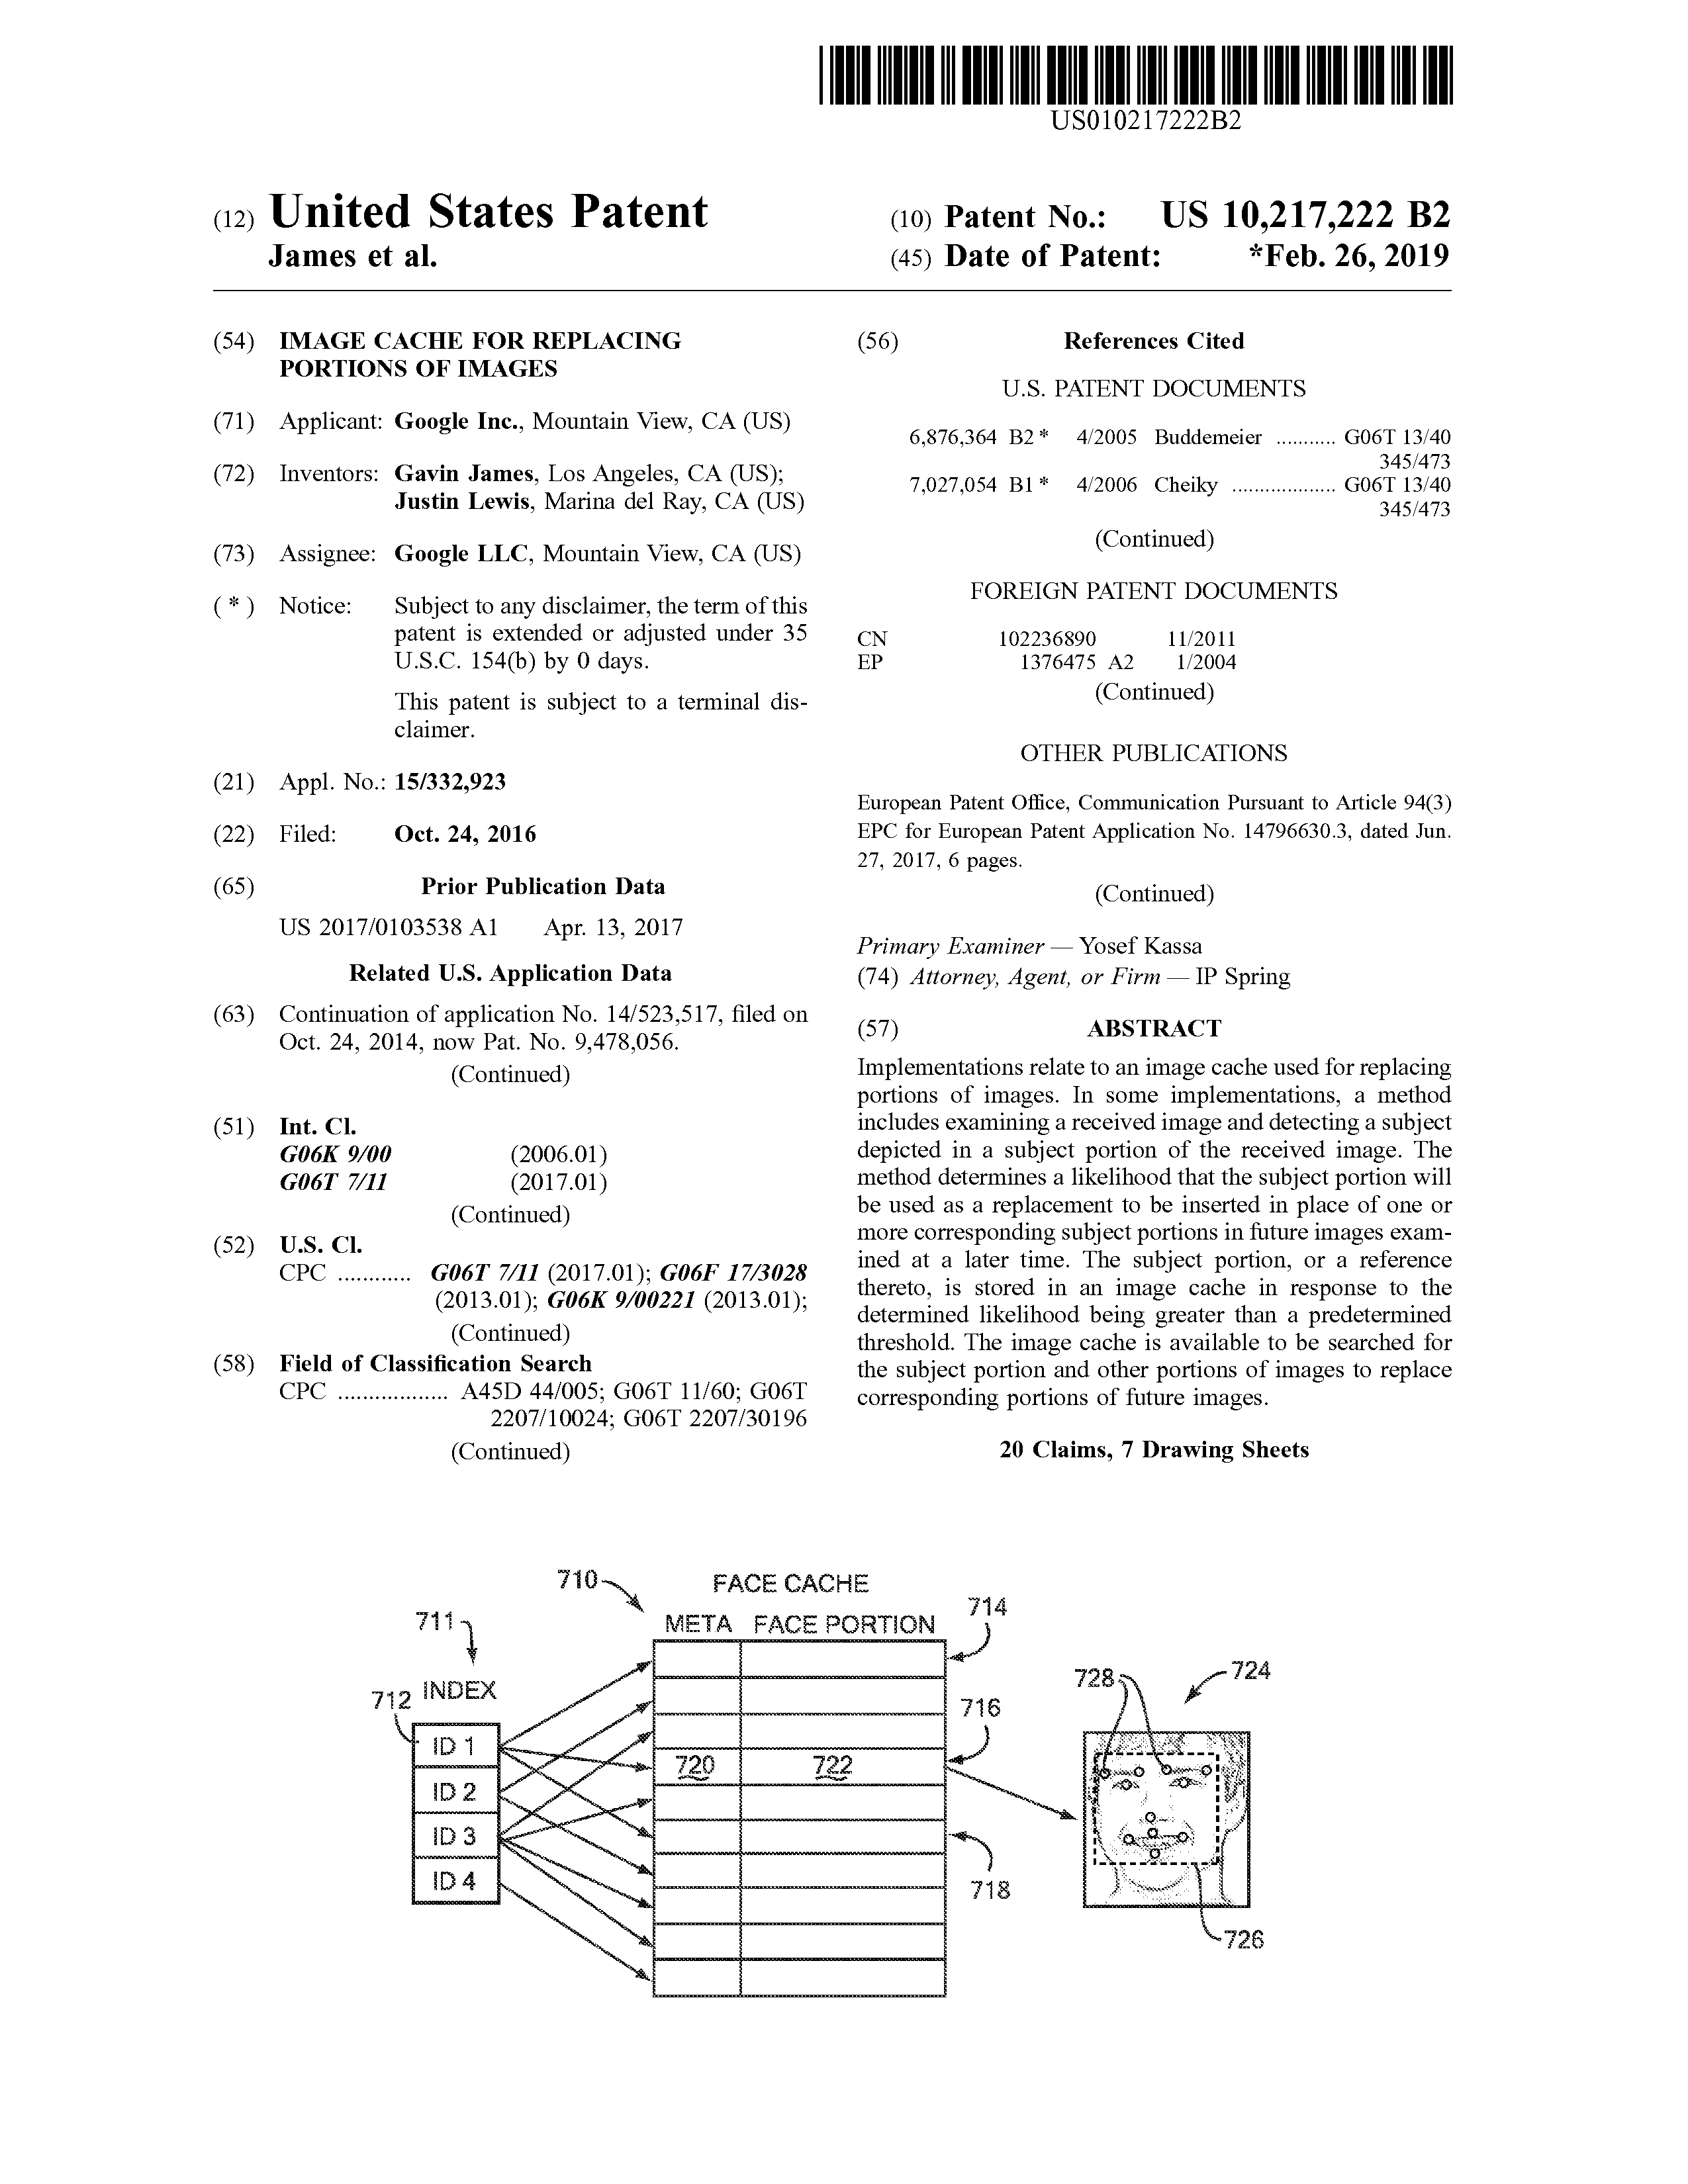 US010217222B2
(12) United States Patent
James et al.
(10) Patent No.: US 10,217,222 B2
(45) Date of Patent: *Feb. 26, 2019
(54) IMAGE CACHE FOR REPLACING
PORTIONS OF IMAGES
(71) Applicant: Google Inc., Mountain View, CA (US)
(72) Inventors: Gavin James, Los Angeles, CA (US);
Justin Lewis, Marina del Ray, CA (US)
(73) Assignee: Google LLC, Mountain View, CA (US)
( * ) Notice: Subject to any disclaimer, the term of this
patent is extended or adjusted under 35
U.S.C. 154(b) by 0 days.
This patent is subject to a terminal dis-
claimer.
(21) Appl. No.: 15/332,923
(22) Filed: Oct. 24, 2016
(65) Prior Publication Data
US 2017/0103538 A1 Apr. 13, 2017
Related U.S. Application Data
(63) Continuation of application No. 14/523,517, filed on
Oct. 24, 2014, now Pat. No. 9,478,056.
(Continued)
(51) Int. Cl.
G06K 9/00 (2006.01)
G06T 7/11 (2017.01)
(Continued)
(52) U.S. Cl.
CPC ............ G06T 7/11 (2017.01); G06F 17/3028
(2013.01); G06K 9/00221 (2013.01);
(Continued)
(58) Field of Classification Search
CPC .................. A45D 44/005; G06T 11/60; G06T
2207/10024; G06T 2207/30196
(Continued)
(56) References Cited
U.S. PATENT DOCUMENTS
6,876,364 B2 * 4/2005 Buddemeier ........... G06T 13/40
345/473
7,027,054 B1 * 4/2006 Cheiky ................... G06T 13/40
345/473
(Continued)
FOREIGN PATENT DOCUMENTS
CN 102236890 11/2011
EP 1376475 A2 1/2004
(Continued)
OTHER PUBLICATIONS
European Patent Office, Communication Pursuant to Article 94(3)
EPC for European Patent Application No. 14796630.3, dated Jun.
27, 2017, 6 pages.
(Continued)
Primary Examiner — Yosef Kassa
(74) Attorney, Agent, or Firm — IP Spring
(57) ABSTRACT
Implementations relate to an image cache used for replacing
portions of images. In some implementations, a method
includes examining a received image and detecting a subject
depicted in a subject portion of the received image. The
method determines a likelihood that the subject portion will
be used as a replacement to be inserted in place of one or
more corresponding subject portions in future images exam-
ined at a later time. The subject portion, or a reference
thereto, is stored in an image cache in response to the
determined likelihood being greater than a predetermined
threshold. The image cache is available to be searched for
the subject portion and other portions of images to replace
corresponding portions of future images.
20 Claims, 7 Drawing Sheets
710 FACE CACHE
META FACE PORTION
714
711
INDEX
712
ID 1
ID 2
ID 3
ID 4
716
720 722
718
728
724
726